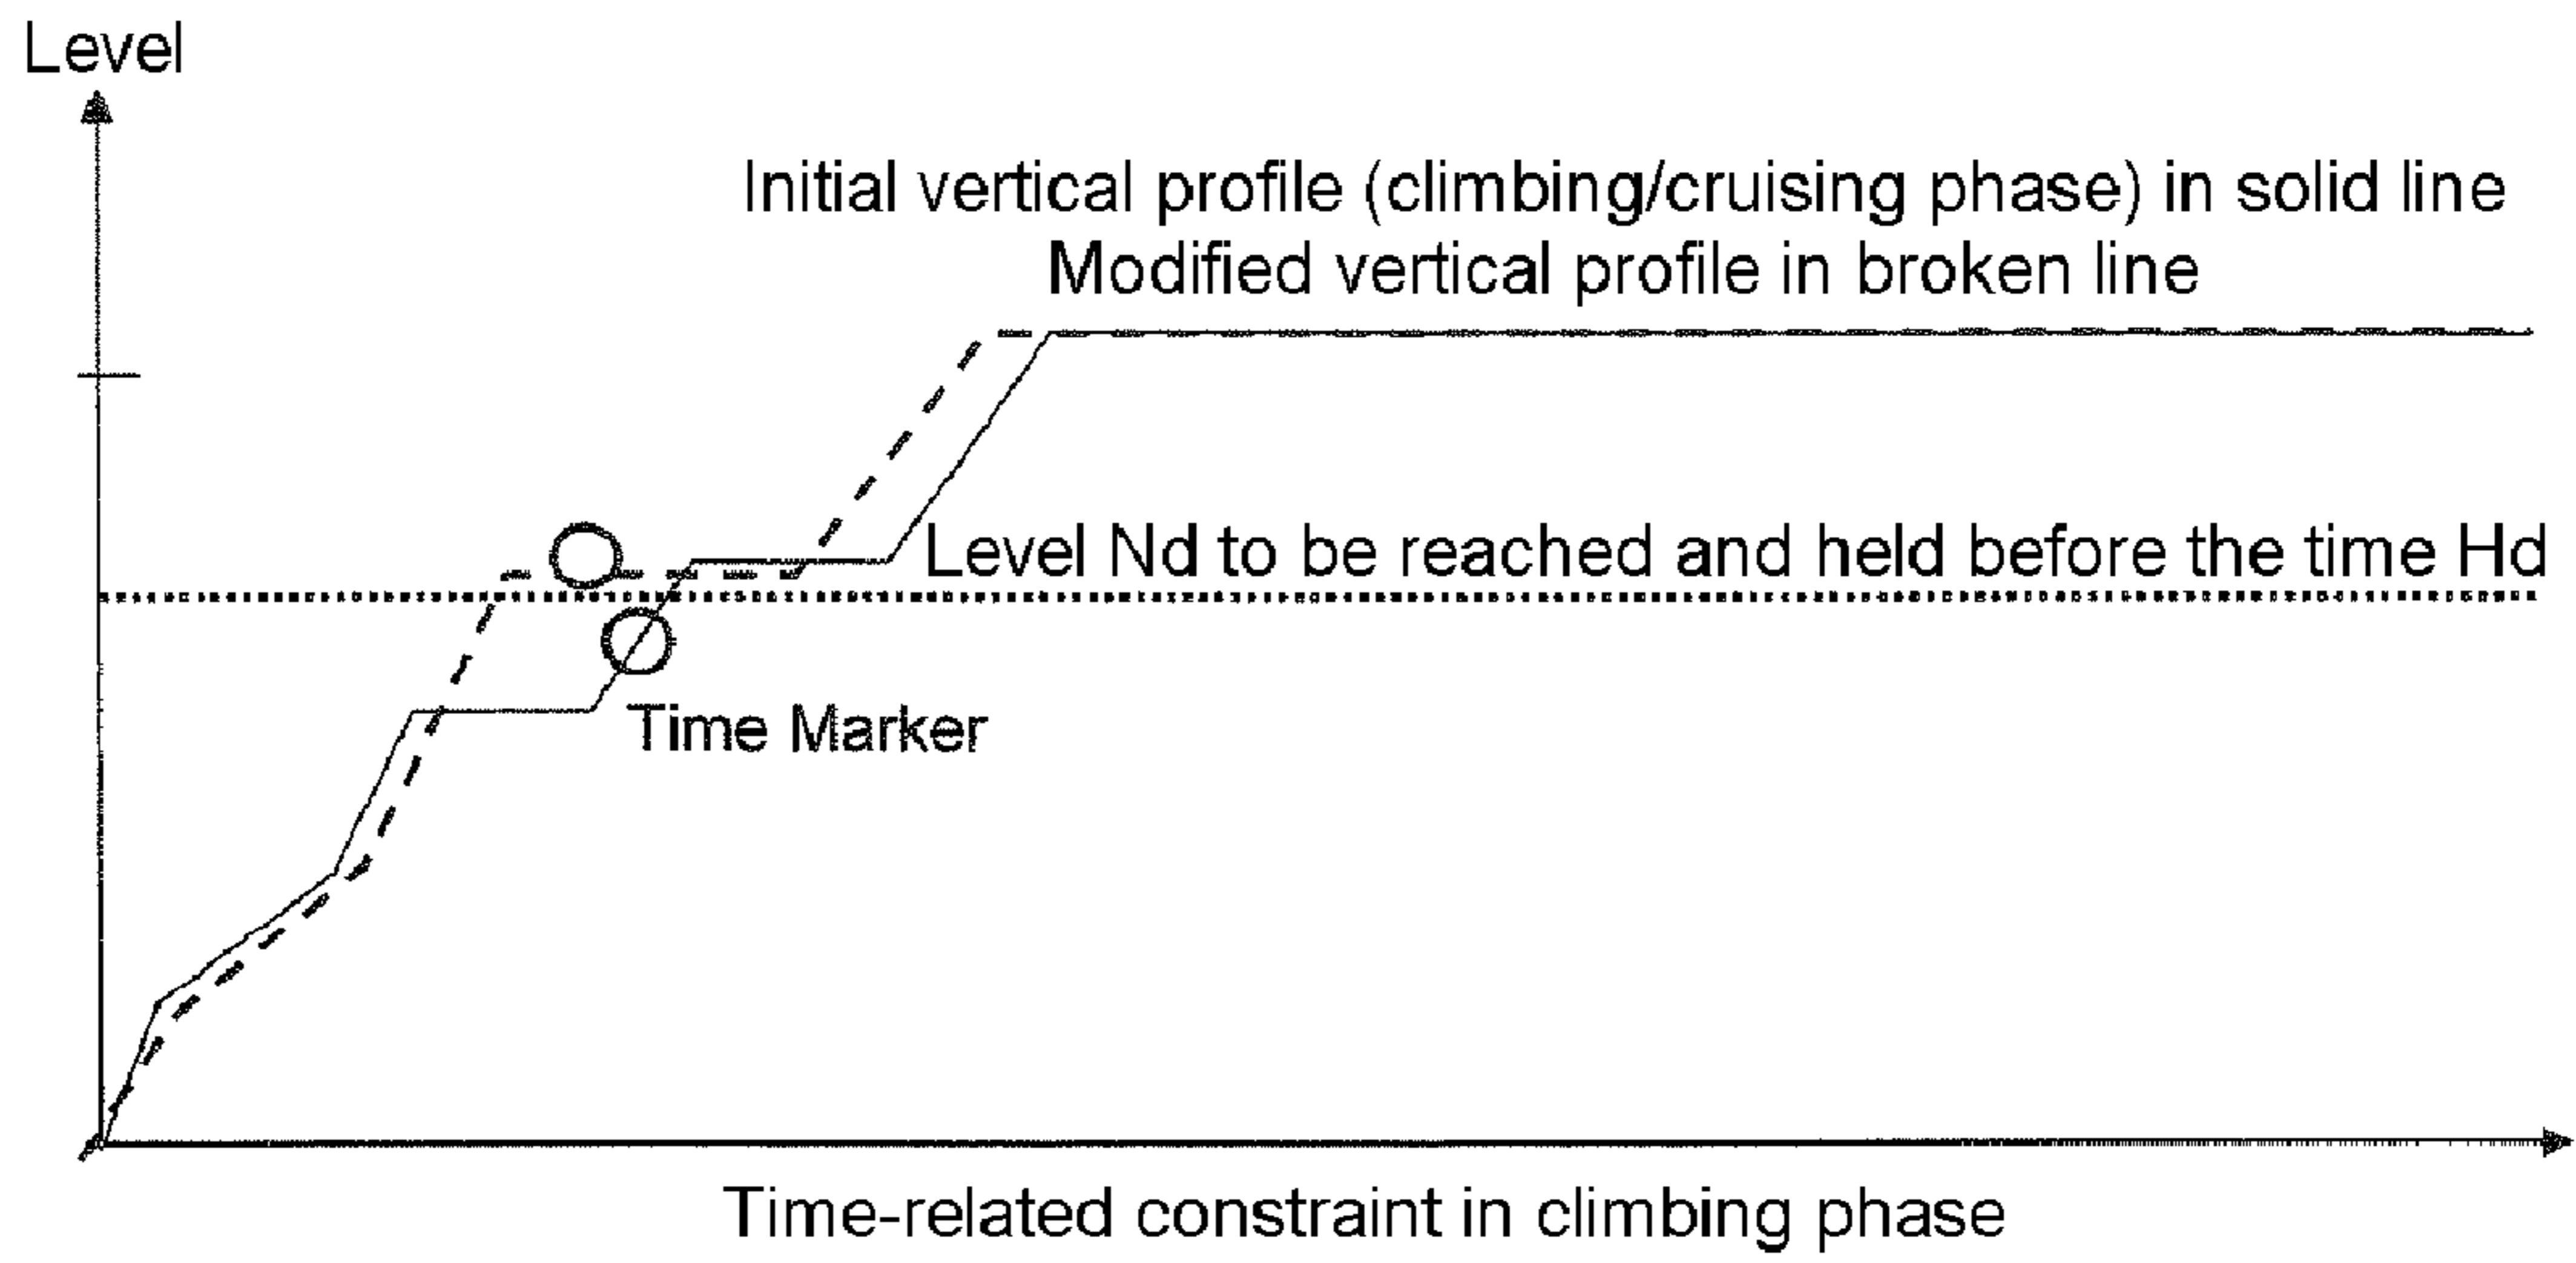 Level
Initial vertical profile (climbing/cruising phase) in solid line
Modified vertical profile in broken line
Level Nd to be reached and held before the time Hd
Time Marker
Time-related constraint in climbing phase